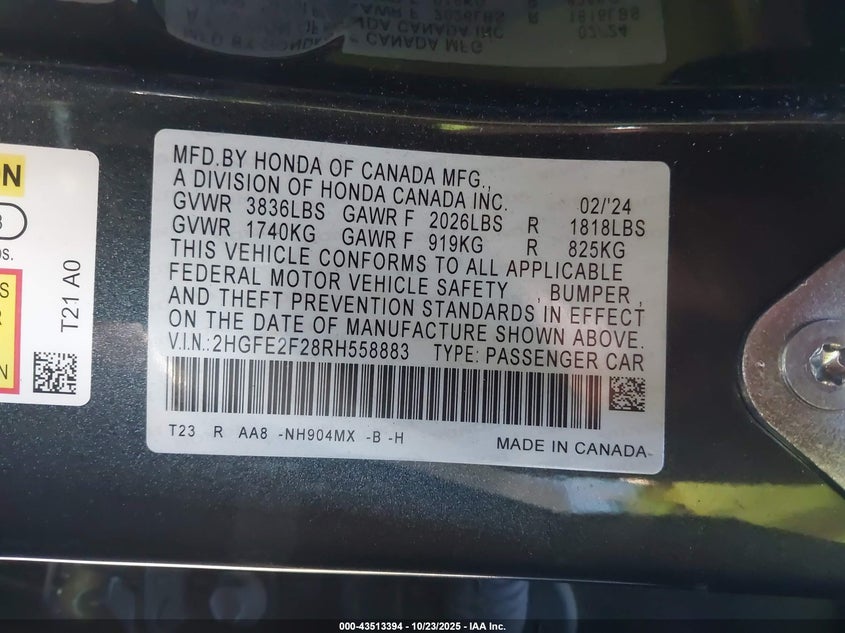 MFD.BY HONDA OF CANADA MFG.,
A DIVISION OF HONDA CANADA INC. 02/'24
GVWR 3836LBS GAWR F 2026LBS R 1818LBS
GVWR 1740KG GAWR F 919KG R 825KG
THIS VEHICLE CONFORMS TO ALL APPLICABLE
FEDERAL MOTOR VEHICLE SAFETY , BUMPER ,
AND THEFT PREVENTION STANDARDS IN EFFECT
ON THE DATE OF MANUFACTURE SHOWN ABOVE.
V.I.N.:2HGFE2F28RH558883 TYPE: PASSENGER CAR
T23 R AA8 -NH904MX -B -H MADE IN CANADA
T21 A0
000-43513394 • 10/23/2025 - IAA Inc.